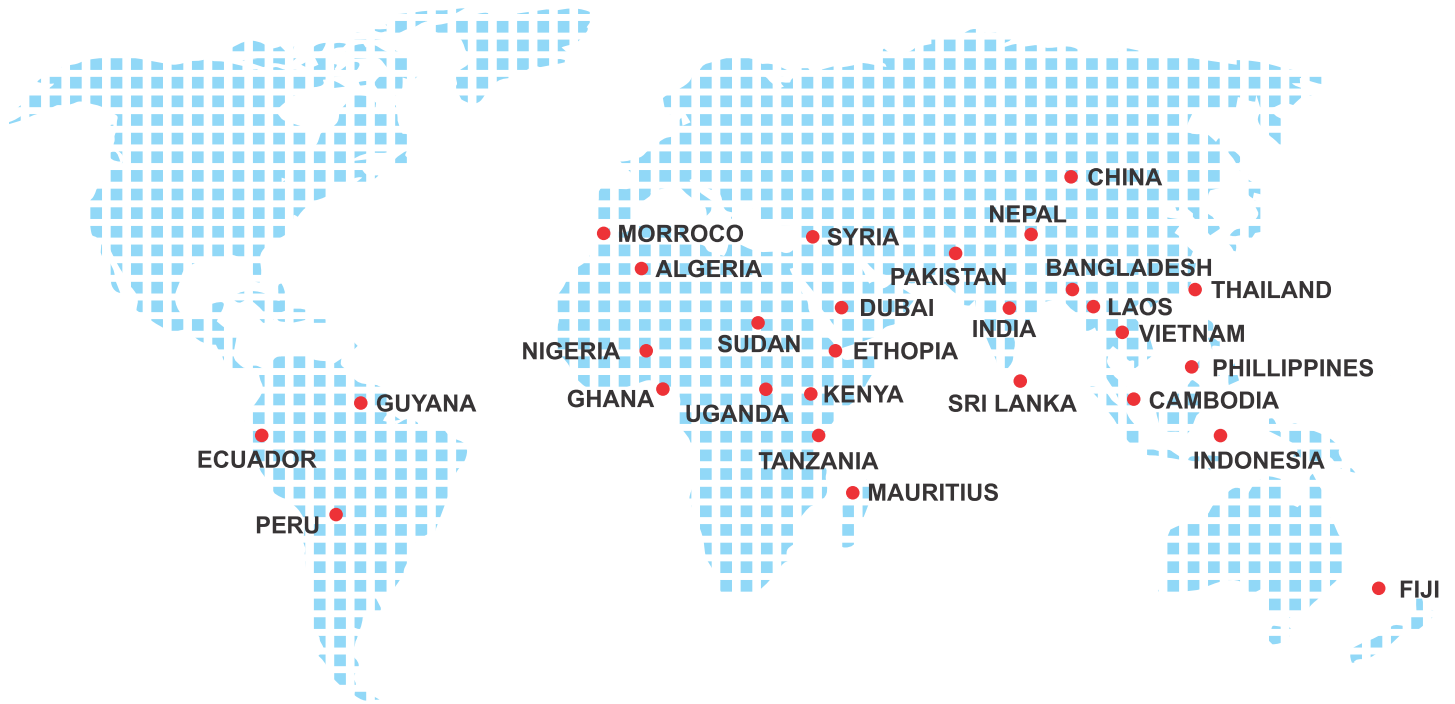 CHINA
NEPAL
MORROCO
SYRIA
ALGERIA
BANGLADESH
PAKISTAN
THAILAND
DUBAI
LAOS
INDIA
VIETNAM
SUDAN
NIGERIA
ETHOPIA
PHILLIPPINES
KENYA
GHANA
CAMBODIA
GUYANA
SRI LANKA
UGANDA
ECUADOR
TANZANIA
INDONESIA
MAURITIUS
PERU
FIJI